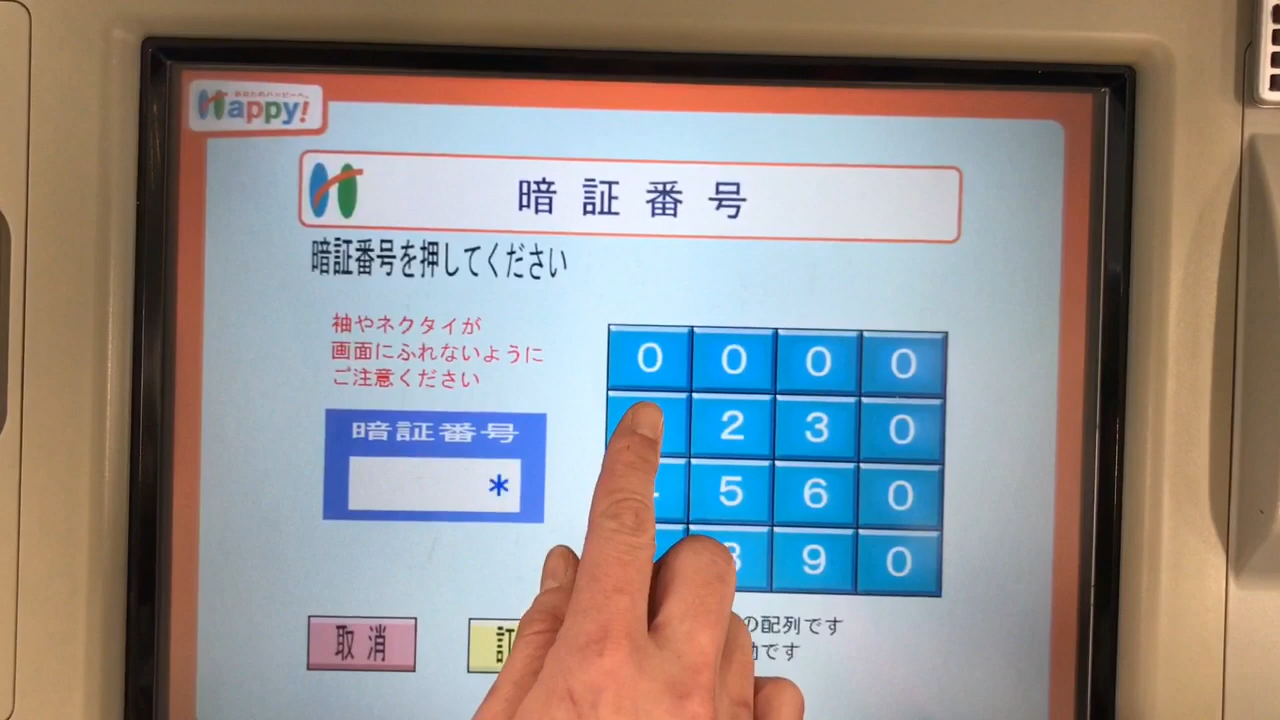 Happy!
暗証番号
暗証番号を押してください
袖やネクタイが
画面にふれないように
ご注意ください
暗証番号
*
0 0 0 0
2 3 0
5 6 0
9 0
取消
訂
の配列です
です